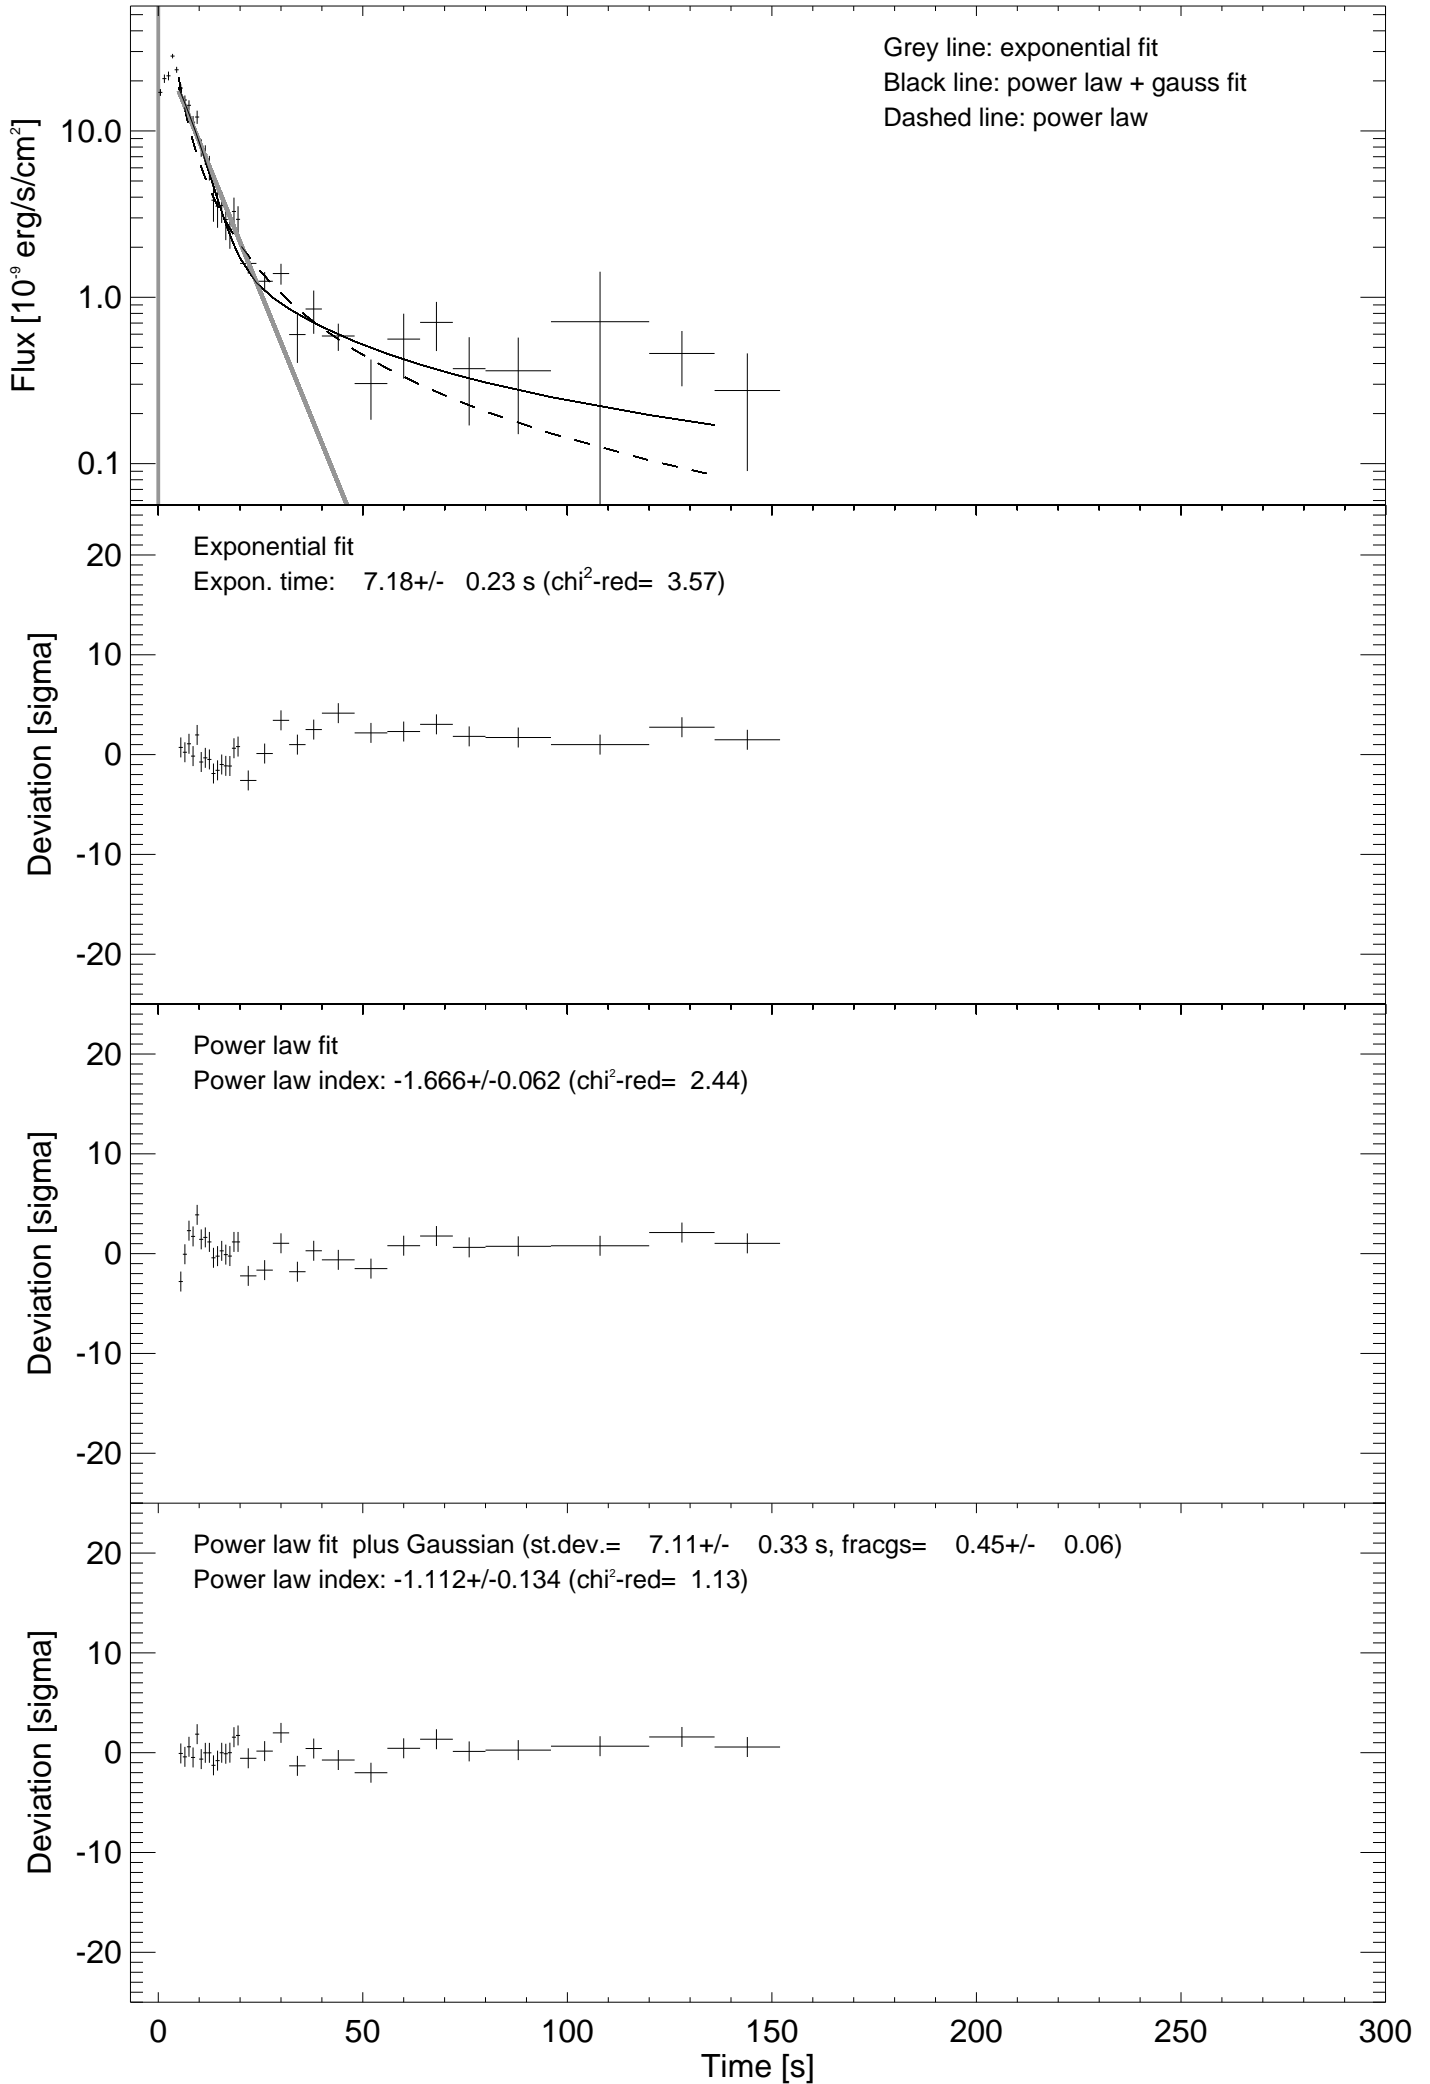 Grey line: exponential fit
Black line: power law + gauss fit
Dashed line: power law
Flux [10⁻⁹ erg/s/cm²]
10.0
1.0
0.1
Exponential fit
Expon. time: 7.18+/- 0.23 s (chi²-red= 3.57)
Deviation [sigma]
20
10
0
-10
-20
Power law fit
Power law index: -1.666+/-0.062 (chi²-red= 2.44)
Deviation [sigma]
20
10
0
-10
-20
Power law fit plus Gaussian (st.dev.= 7.11+/- 0.33 s, fracgs= 0.45+/- 0.06)
Power law index: -1.112+/-0.134 (chi²-red= 1.13)
Deviation [sigma]
20
10
0
-10
-20
0 50 100 150 200 250 300
Time [s]